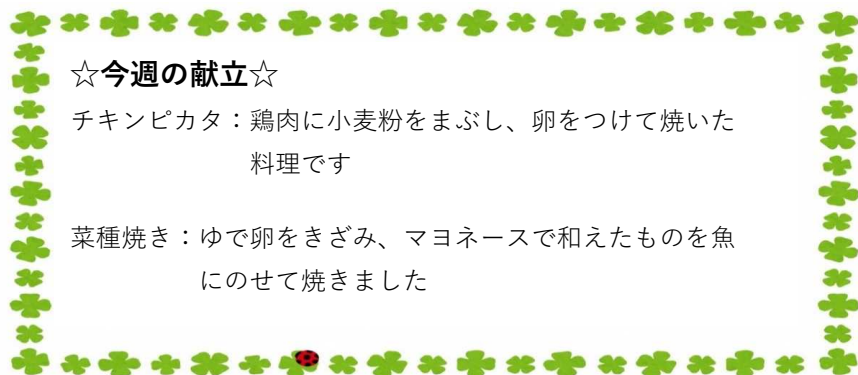 ☆今週の献立☆
チキンピカタ：鶏肉に小麦粉をまぶし、卵をつけて焼いた
料理です
菜種焼き：ゆで卵をきざみ、マヨネースで和えたものを魚
にのせて焼きました